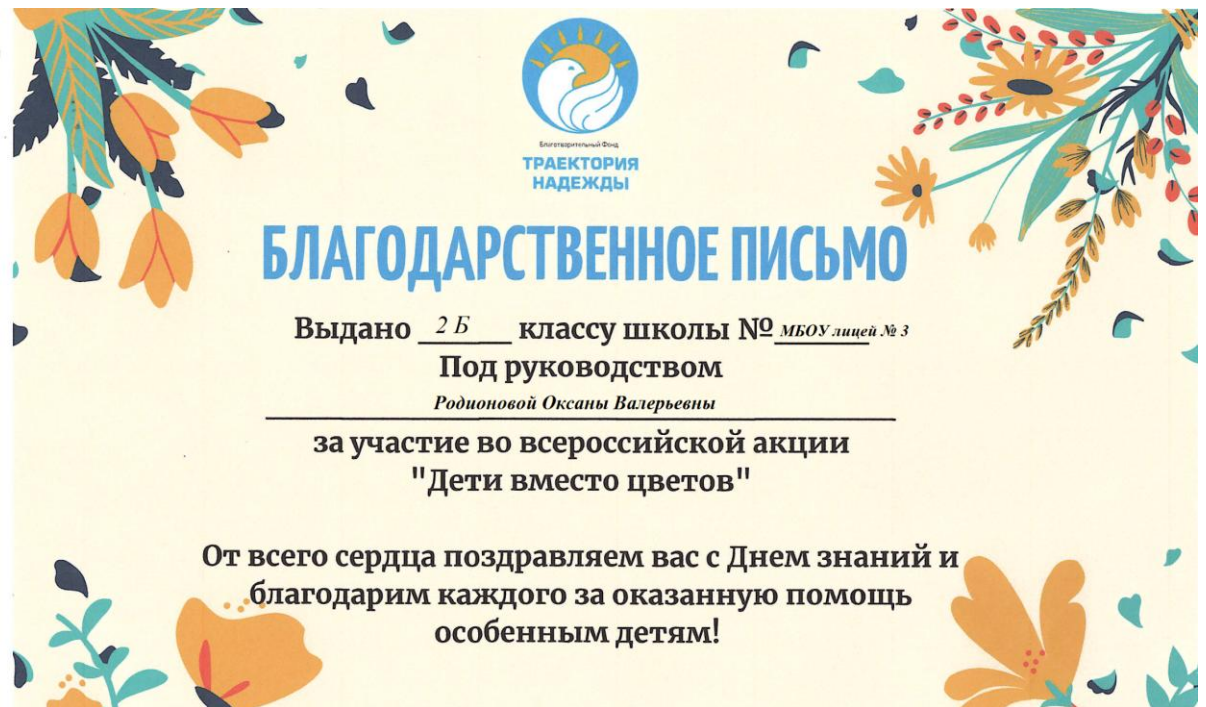 Благотворительный Фонд
ТРАЕКТОРИЯ
НАДЕЖДЫ
БЛАГОДАРСТВЕННОЕ ПИСЬМО
Выдано 2 Б классу школы № МБОУ лицей № 3
Под руководством
Родионовой Оксаны Валерьевны
за участие во всероссийской акции
"Дети вместо цветов"
От всего сердца поздравляем вас с Днем знаний и
благодарим каждого за оказанную помощь
особенным детям!